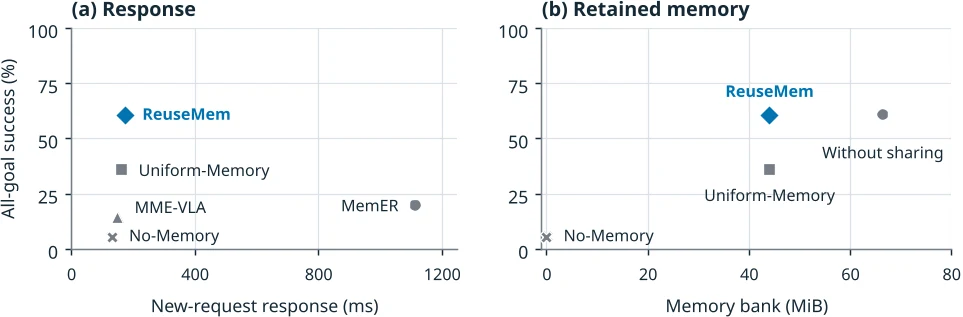 (a) Response
All-goal success (%)
100
75
50
25
0
ReuseMem
Uniform-Memory
MME-VLA
No-Memory
MemER
0 400 800 1200
New-request response (ms)
(b) Retained memory
100
75
50
25
0
ReuseMem
Without sharing
Uniform-Memory
No-Memory
0 20 40 60 80
Memory bank (MiB)